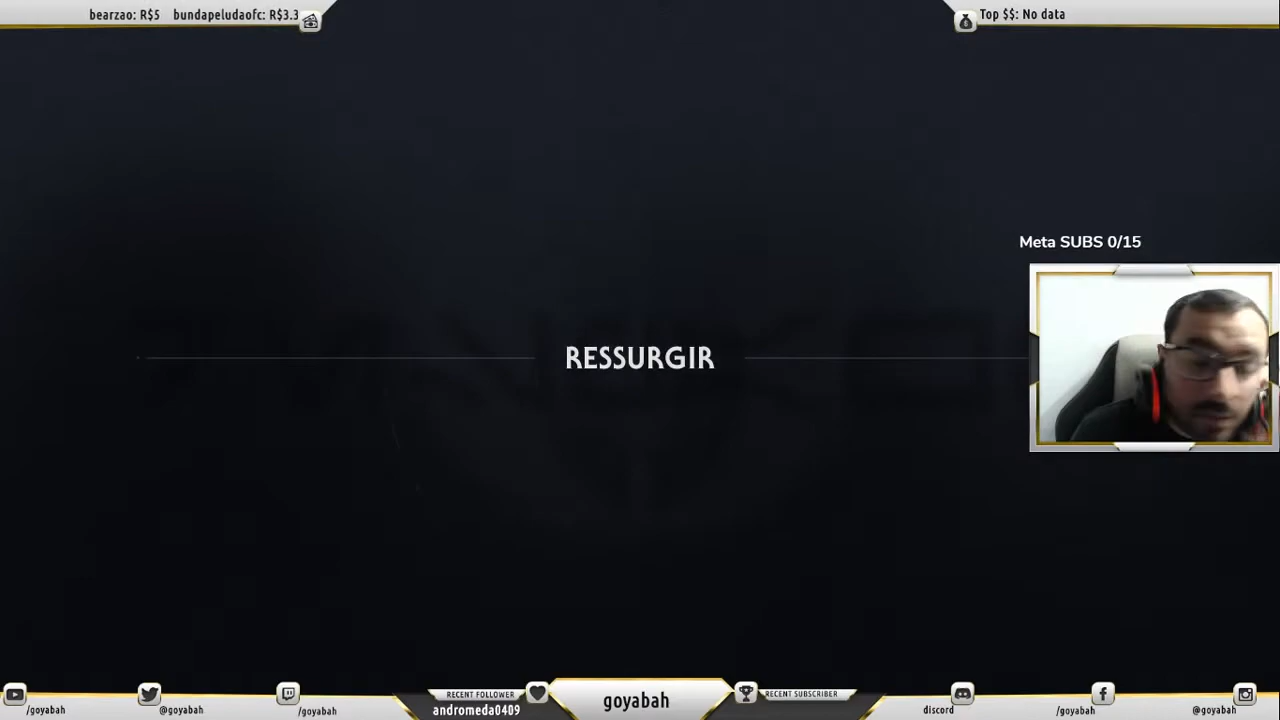 bearzao: R$5 bundapeludaofc: R$3.3
Top $$: No data
Meta SUBS 0/15
RESSURGIR
RECENT FOLLOWER
andromeda0409
goyabah
RECENT SUBSCRIBER
/goyabah
@goyabah
/goyabah
discord
/goyabah
@goyabah